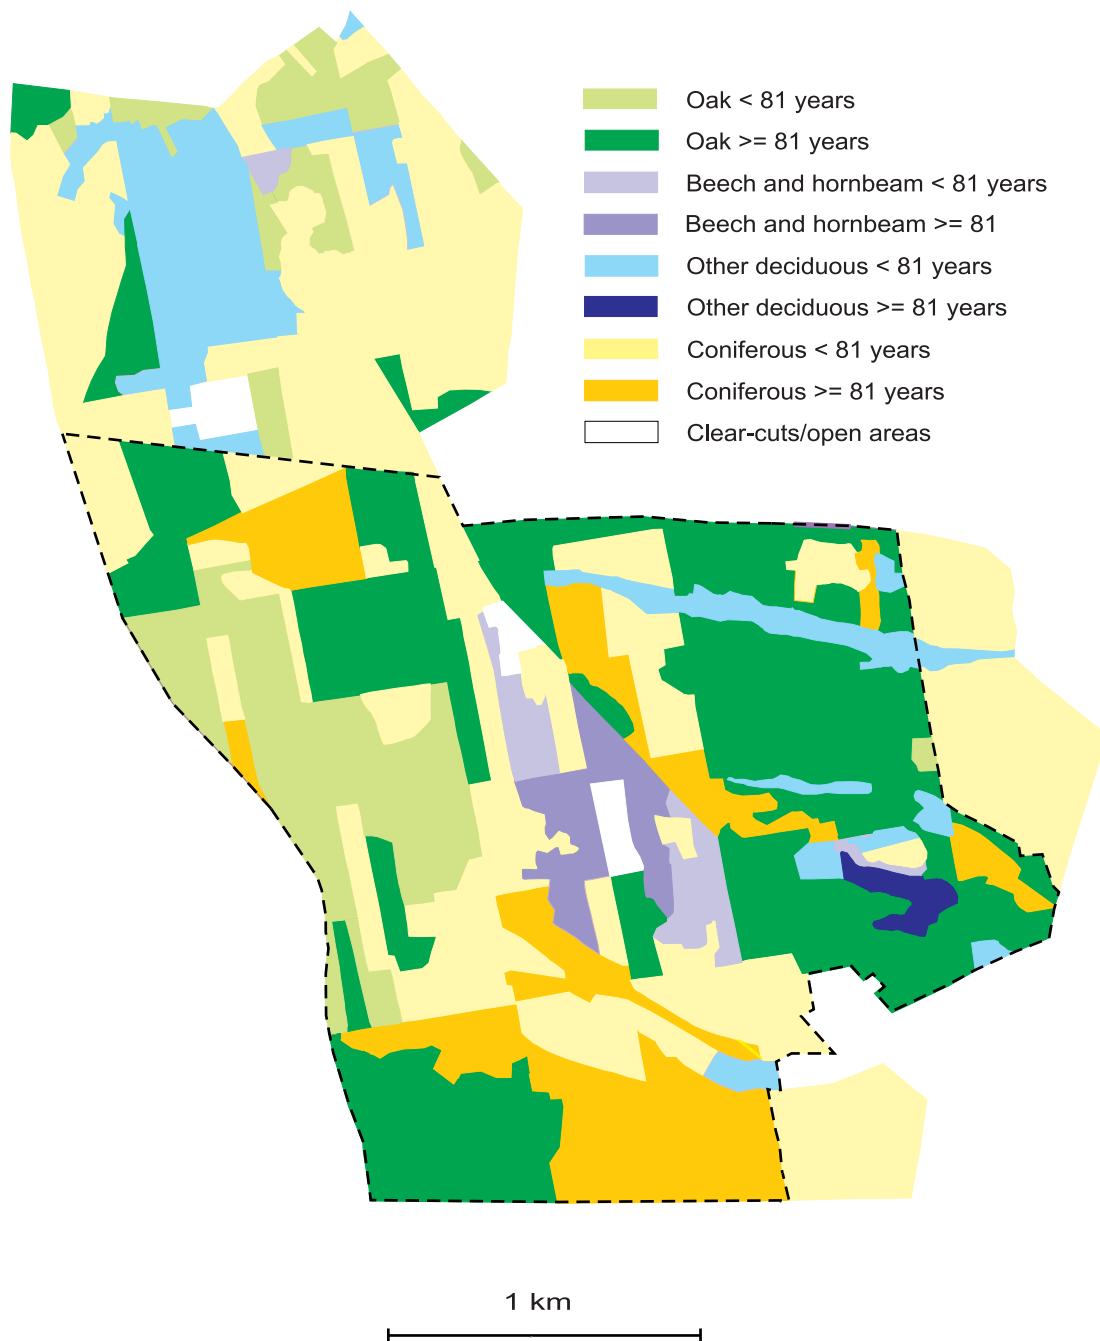 Oak < 81 years
Oak >= 81 years
Beech and hornbeam < 81 years
Beech and hornbeam >= 81
Other deciduous < 81 years
Other deciduous >= 81 years
Coniferous < 81 years
Coniferous >= 81 years
Clear-cuts/open areas
1 km